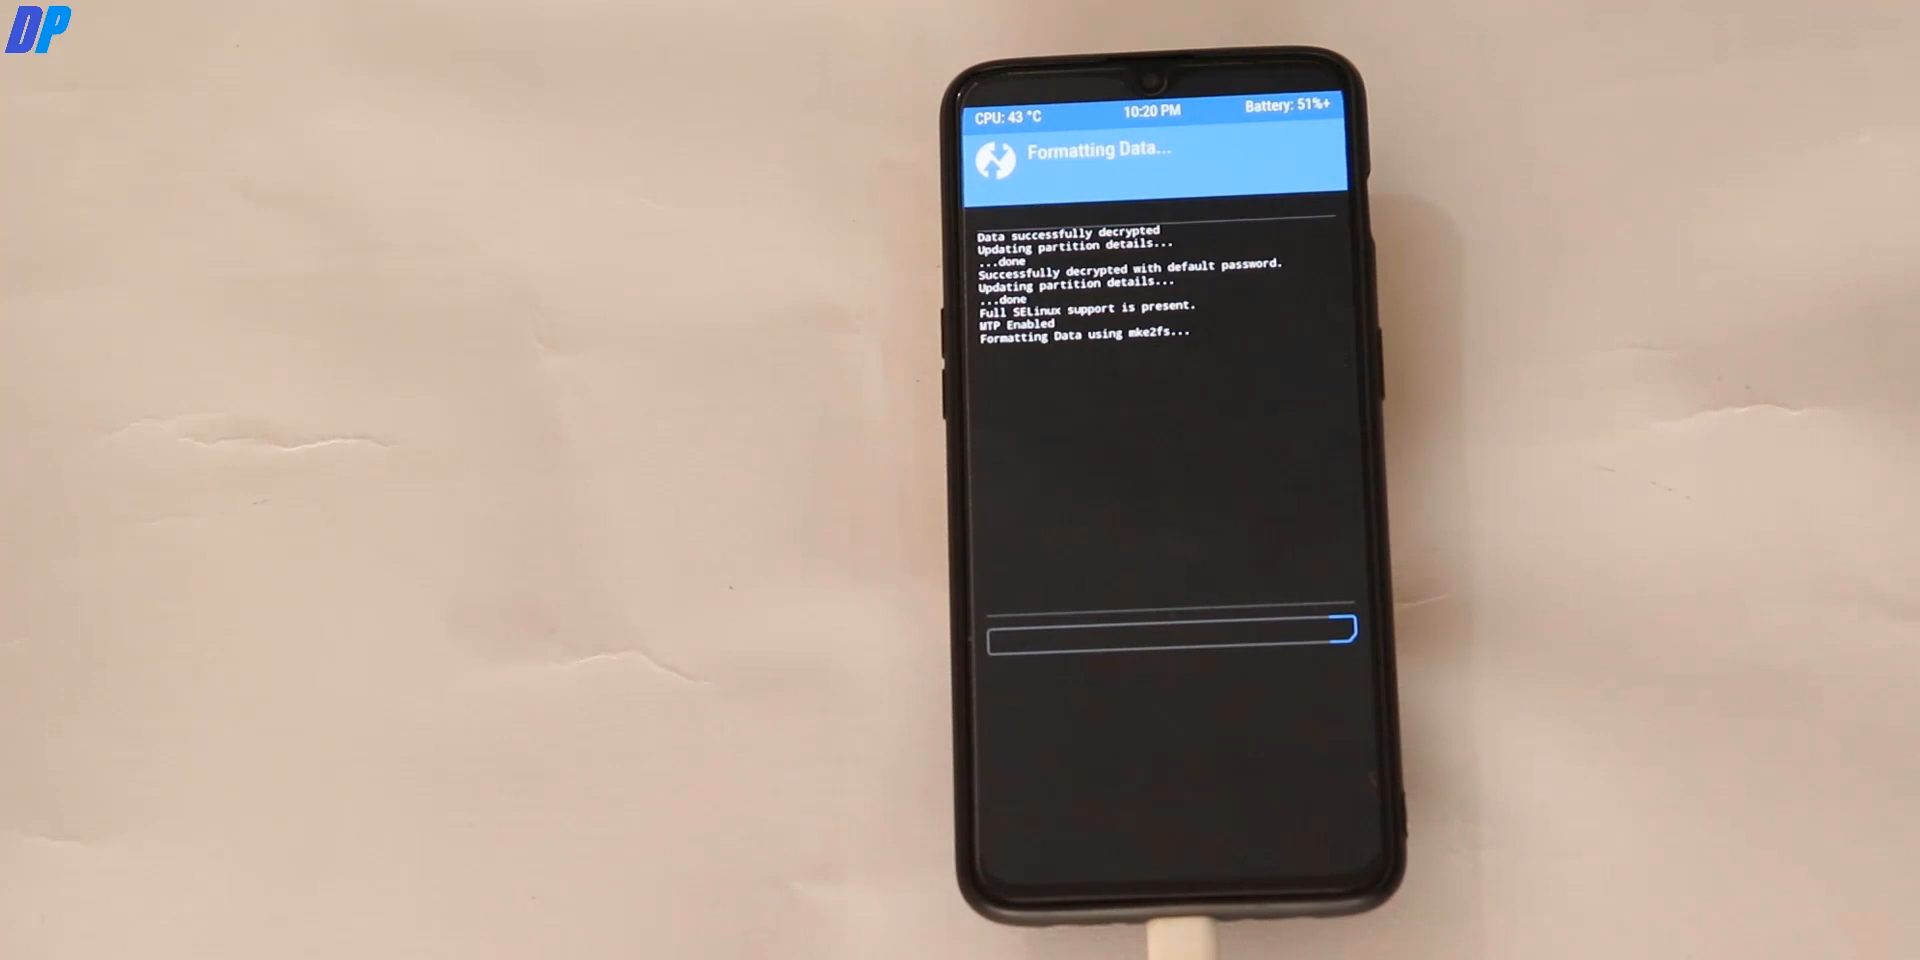 DP
CPU: 43 °C 10:20 PM Battery: 51%+
Formatting Data...
Data successfully decrypted
Updating partition details...
...done
Successfully decrypted with default password.
Updating partition details...
...done
Full SELinux support is present.
MTP Enabled
Formatting Data using mke2fs...